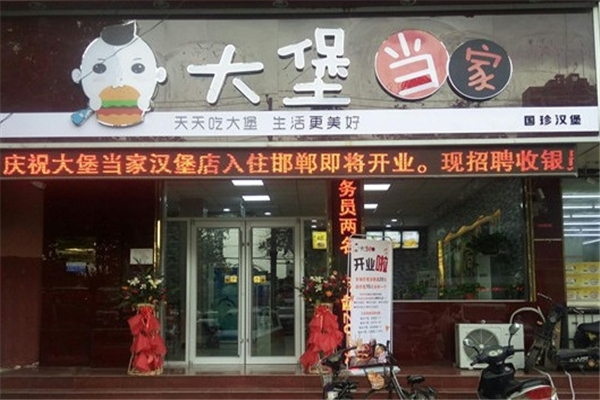 大堡当家
天天吃大堡 生活更美好
国珍汉堡
庆祝大堡当家汉堡店入住邯郸即将开业。现招聘收银
务员两名
开业啦